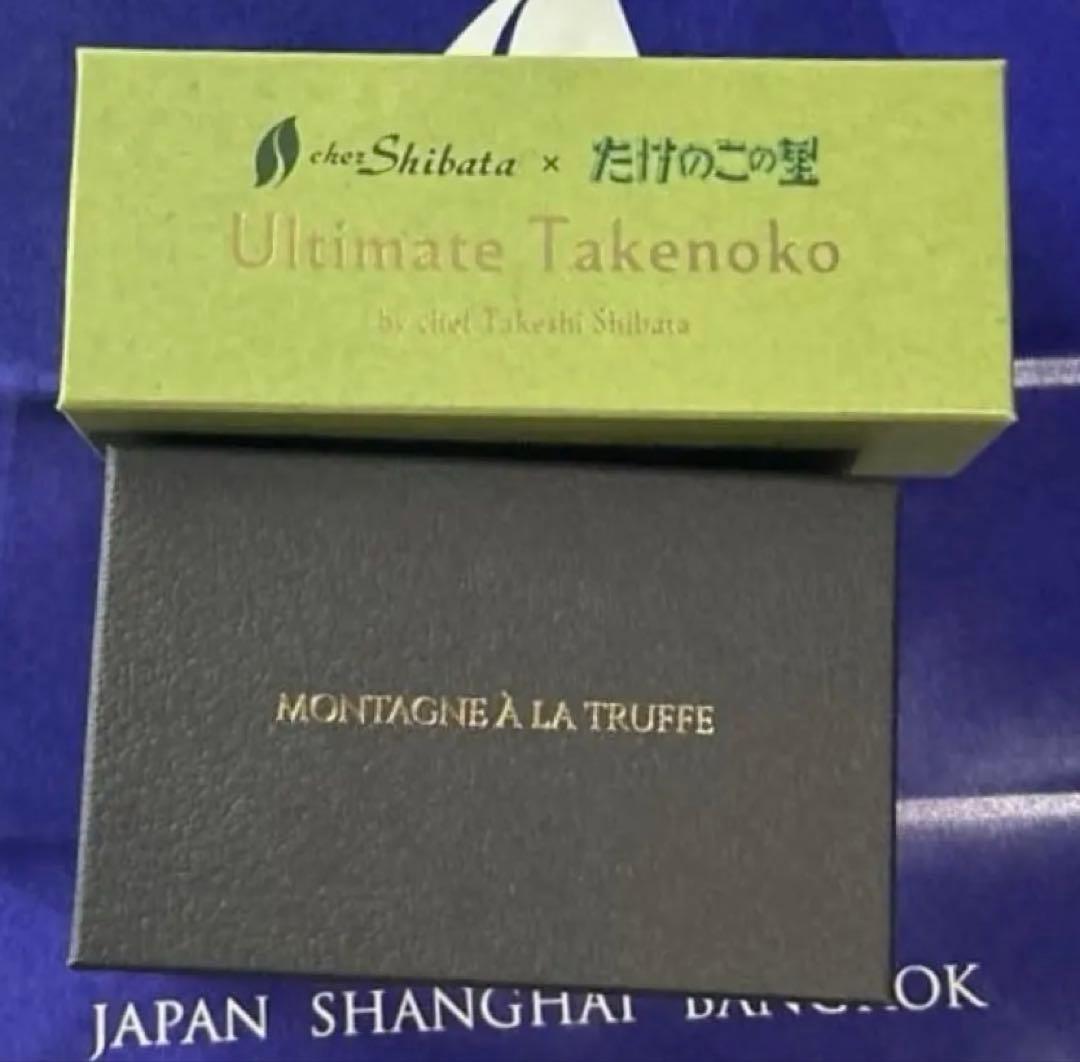 chez Shibata × たけのこの里
Ultimate Takenoko
by chef Takeshi Shibata
MONTAGNE À LA TRUFFE
JAPAN SHANGHAI BANGKOK